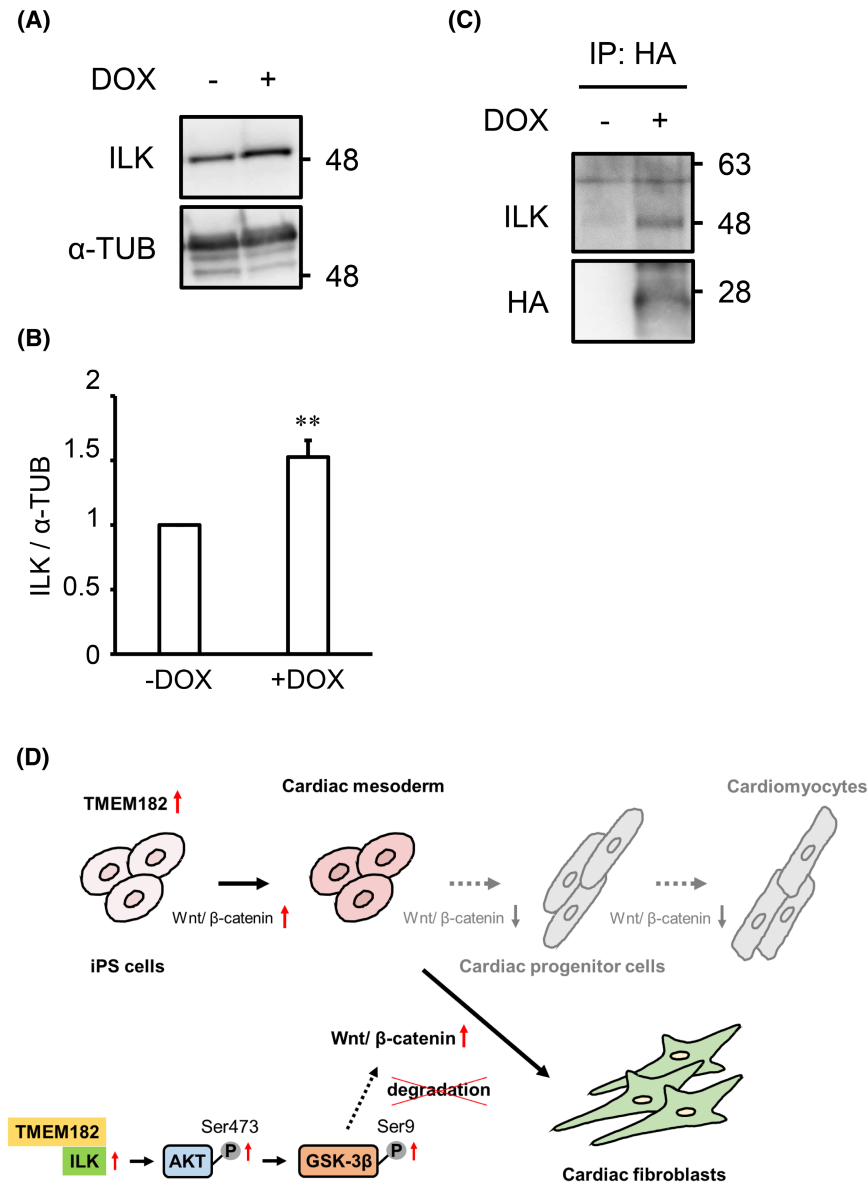 (A)
DOX - +
ILK
48
α-TUB
48
(B)
2
1.5
1
0.5
0
ILK / α-TUB
**
-DOX +DOX
(C)
IP: HA
DOX - +
63
ILK
48
HA
28
(D)
TMEM182
Cardiac mesoderm
Cardiomyocytes
Wnt/ β-catenin
Wnt/ β-catenin
Wnt/ β-catenin
iPS cells
Cardiac progenitor cells
Wnt/ β-catenin
degradation
TMEM182
ILK
Ser473
AKT
P
Ser9
GSK-3β
P
Cardiac fibroblasts